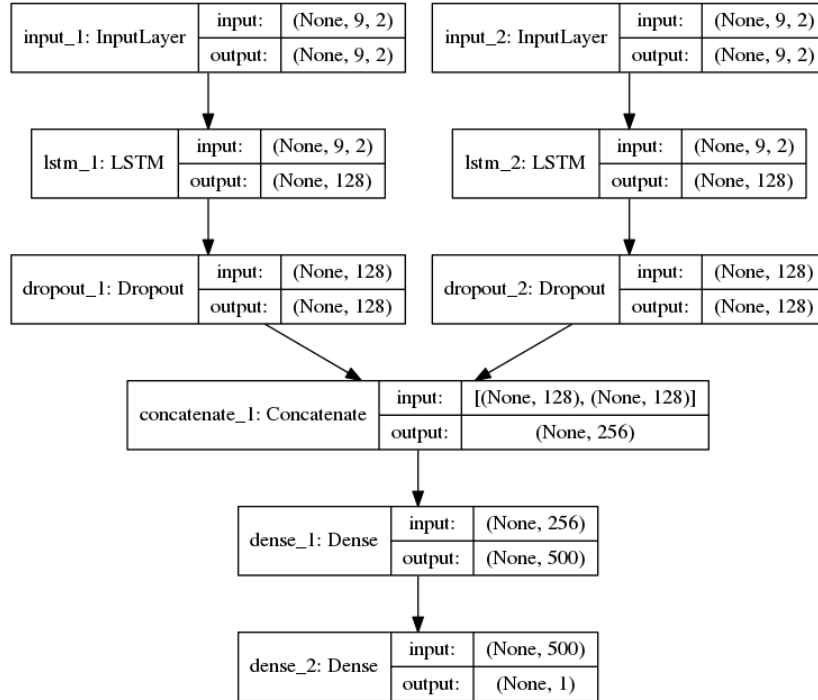 input_1: InputLayer
input: (None, 9, 2)
output: (None, 9, 2)
input_2: InputLayer
input: (None, 9, 2)
output: (None, 9, 2)
lstm_1: LSTM
input: (None, 9, 2)
output: (None, 128)
lstm_2: LSTM
input: (None, 9, 2)
output: (None, 128)
dropout_1: Dropout
input: (None, 128)
output: (None, 128)
dropout_2: Dropout
input: (None, 128)
output: (None, 128)
concatenate_1: Concatenate
input: [(None, 128), (None, 128)]
output: (None, 256)
dense_1: Dense
input: (None, 256)
output: (None, 500)
dense_2: Dense
input: (None, 500)
output: (None, 1)